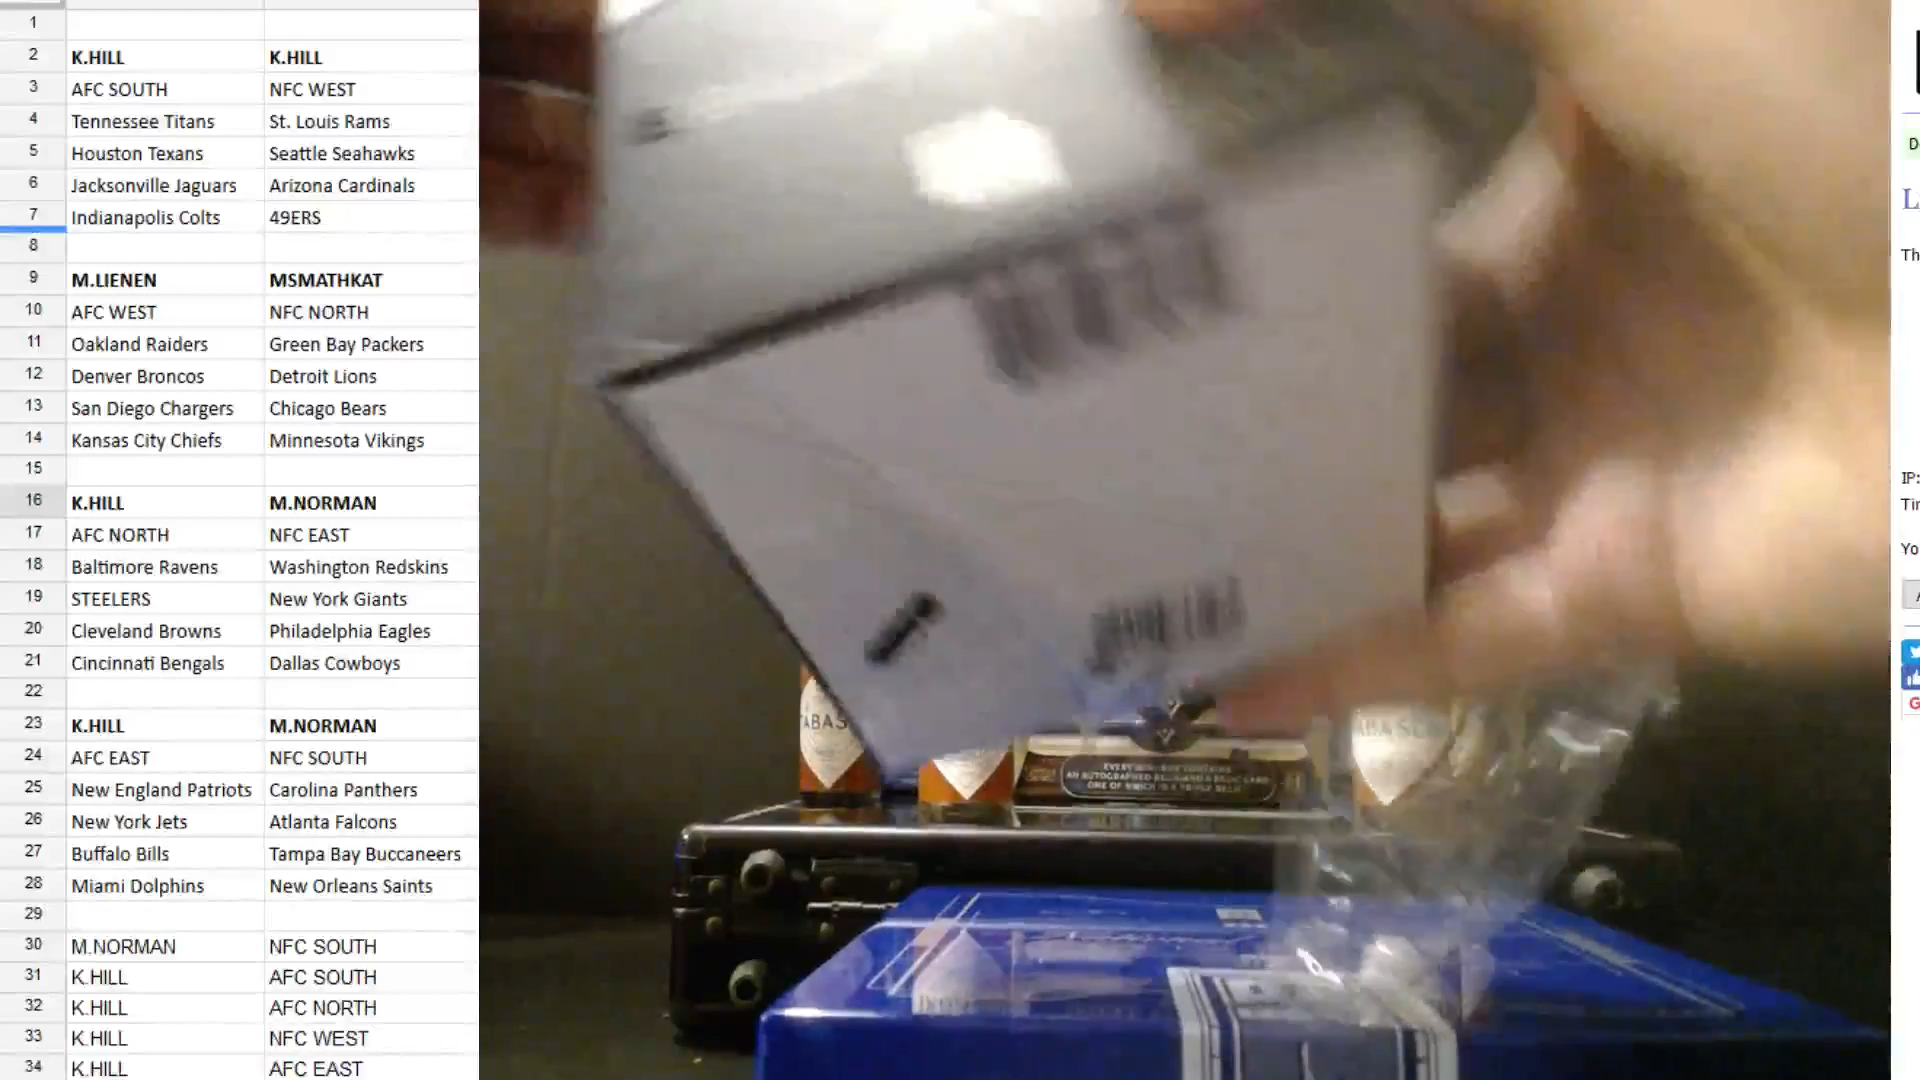 1
2 K.HILL K.HILL
3 AFC SOUTH NFC WEST
4 Tennessee Titans St. Louis Rams
5 Houston Texans Seattle Seahawks
6 Jacksonville Jaguars Arizona Cardinals
7 Indianapolis Colts 49ERS
8
9 M.LIENEN MSMATHKAT
10 AFC WEST NFC NORTH
11 Oakland Raiders Green Bay Packers
12 Denver Broncos Detroit Lions
13 San Diego Chargers Chicago Bears
14 Kansas City Chiefs Minnesota Vikings
15
16 K.HILL M.NORMAN
17 AFC NORTH NFC EAST
18 Baltimore Ravens Washington Redskins
19 STEELERS New York Giants
20 Cleveland Browns Philadelphia Eagles
21 Cincinnati Bengals Dallas Cowboys
22
23 K.HILL M.NORMAN
24 AFC EAST NFC SOUTH
25 New England Patriots Carolina Panthers
26 New York Jets Atlanta Falcons
27 Buffalo Bills Tampa Bay Buccaneers
28 Miami Dolphins New Orleans Saints
29
30 M.NORMAN NFC SOUTH
31 K.HILL AFC SOUTH
32 K.HILL AFC NORTH
33 K.HILL NFC WEST
34 K.HILL AFC EAST
ABAS
ABASC
D
L
Th
IP:
Tir
Yo